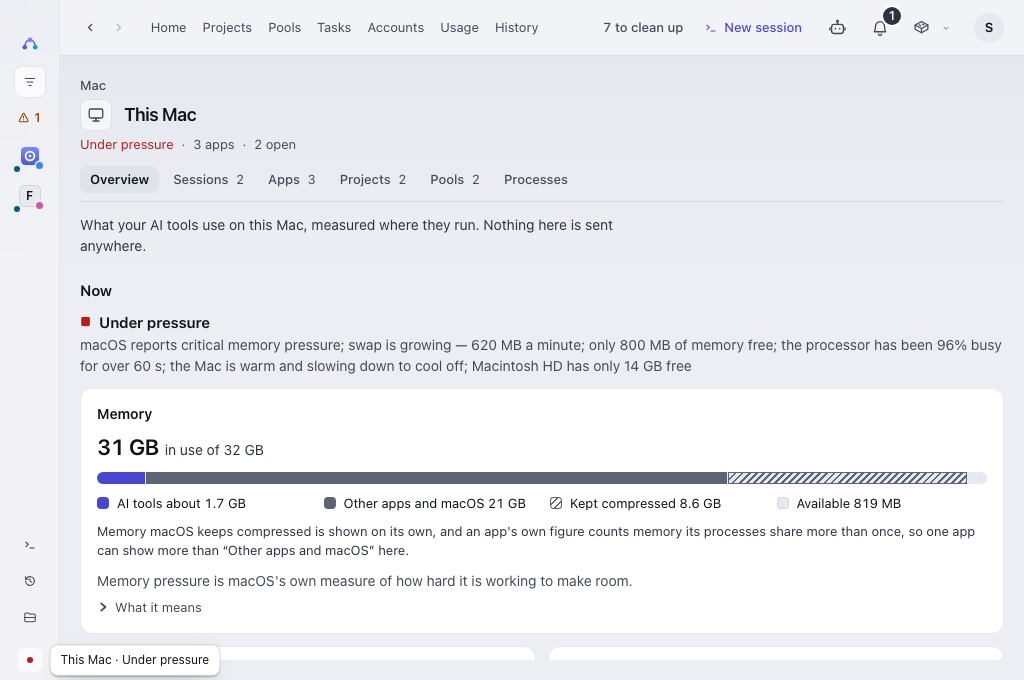 Home Projects Pools Tasks Accounts Usage History 7 to clean up New session 1 S
1
F
Mac
This Mac
Under pressure · 3 apps · 2 open
Overview Sessions 2 Apps 3 Projects 2 Pools 2 Processes
What your AI tools use on this Mac, measured where they run. Nothing here is sent
anywhere.
Now
Under pressure
macOS reports critical memory pressure; swap is growing — 620 MB a minute; only 800 MB of memory free; the processor has been 96% busy
for over 60 s; the Mac is warm and slowing down to cool off; Macintosh HD has only 14 GB free
Memory
31 GB in use of 32 GB
AI tools about 1.7 GB Other apps and macOS 21 GB Kept compressed 8.6 GB Available 819 MB
Memory macOS keeps compressed is shown on its own, and an app's own figure counts memory its processes share more than once, so one app
can show more than “Other apps and macOS” here.
Memory pressure is macOS's own measure of how hard it is working to make room.
What it means
This Mac · Under pressure